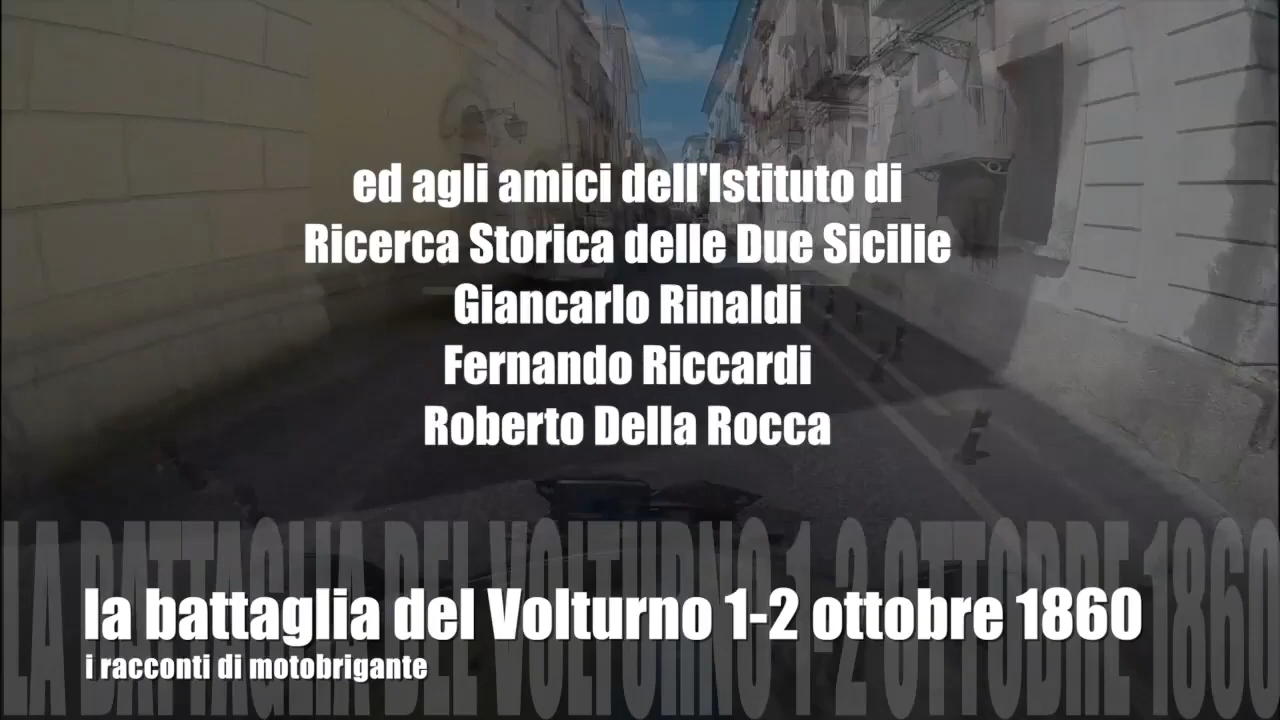 ed agli amici dell'Istituto di
Ricerca Storica delle Due Sicilie
Giancarlo Rinaldi
Fernando Riccardi
Roberto Della Rocca
LA BATTAGLIA DEL VOLTURNO 1-2 OTTOBRE 1860
la battaglia del Volturno 1-2 ottobre 1860
i racconti di motobrigante